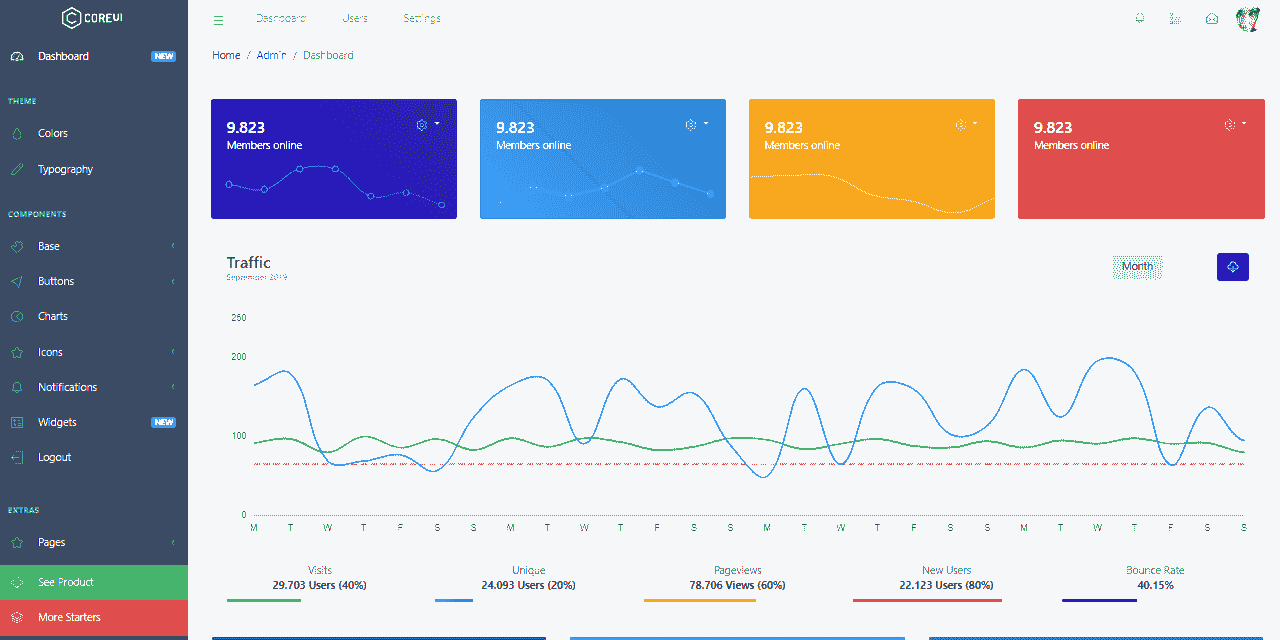 COREUI
Dashboard NEW
THEME
Colors
Typography
COMPONENTS
Base
Buttons
Charts
Icons
Notifications
Widgets NEW
Logout
EXTRAS
Pages
See Product
More Starters
Dashboard Users Settings
Home / Admin / Dashboard
9.823
Members online
9.823
Members online
9.823
Members online
9.823
Members online
Traffic
September 2019
Month
250
200
100
0
M T W T F S S M T W T F S S M T W T F S S M T W T F S S
Visits
29.703 Users (40%)
Unique
24.093 Users (20%)
Pageviews
78.706 Views (60%)
New Users
22.123 Users (80%)
Bounce Rate
40.15%